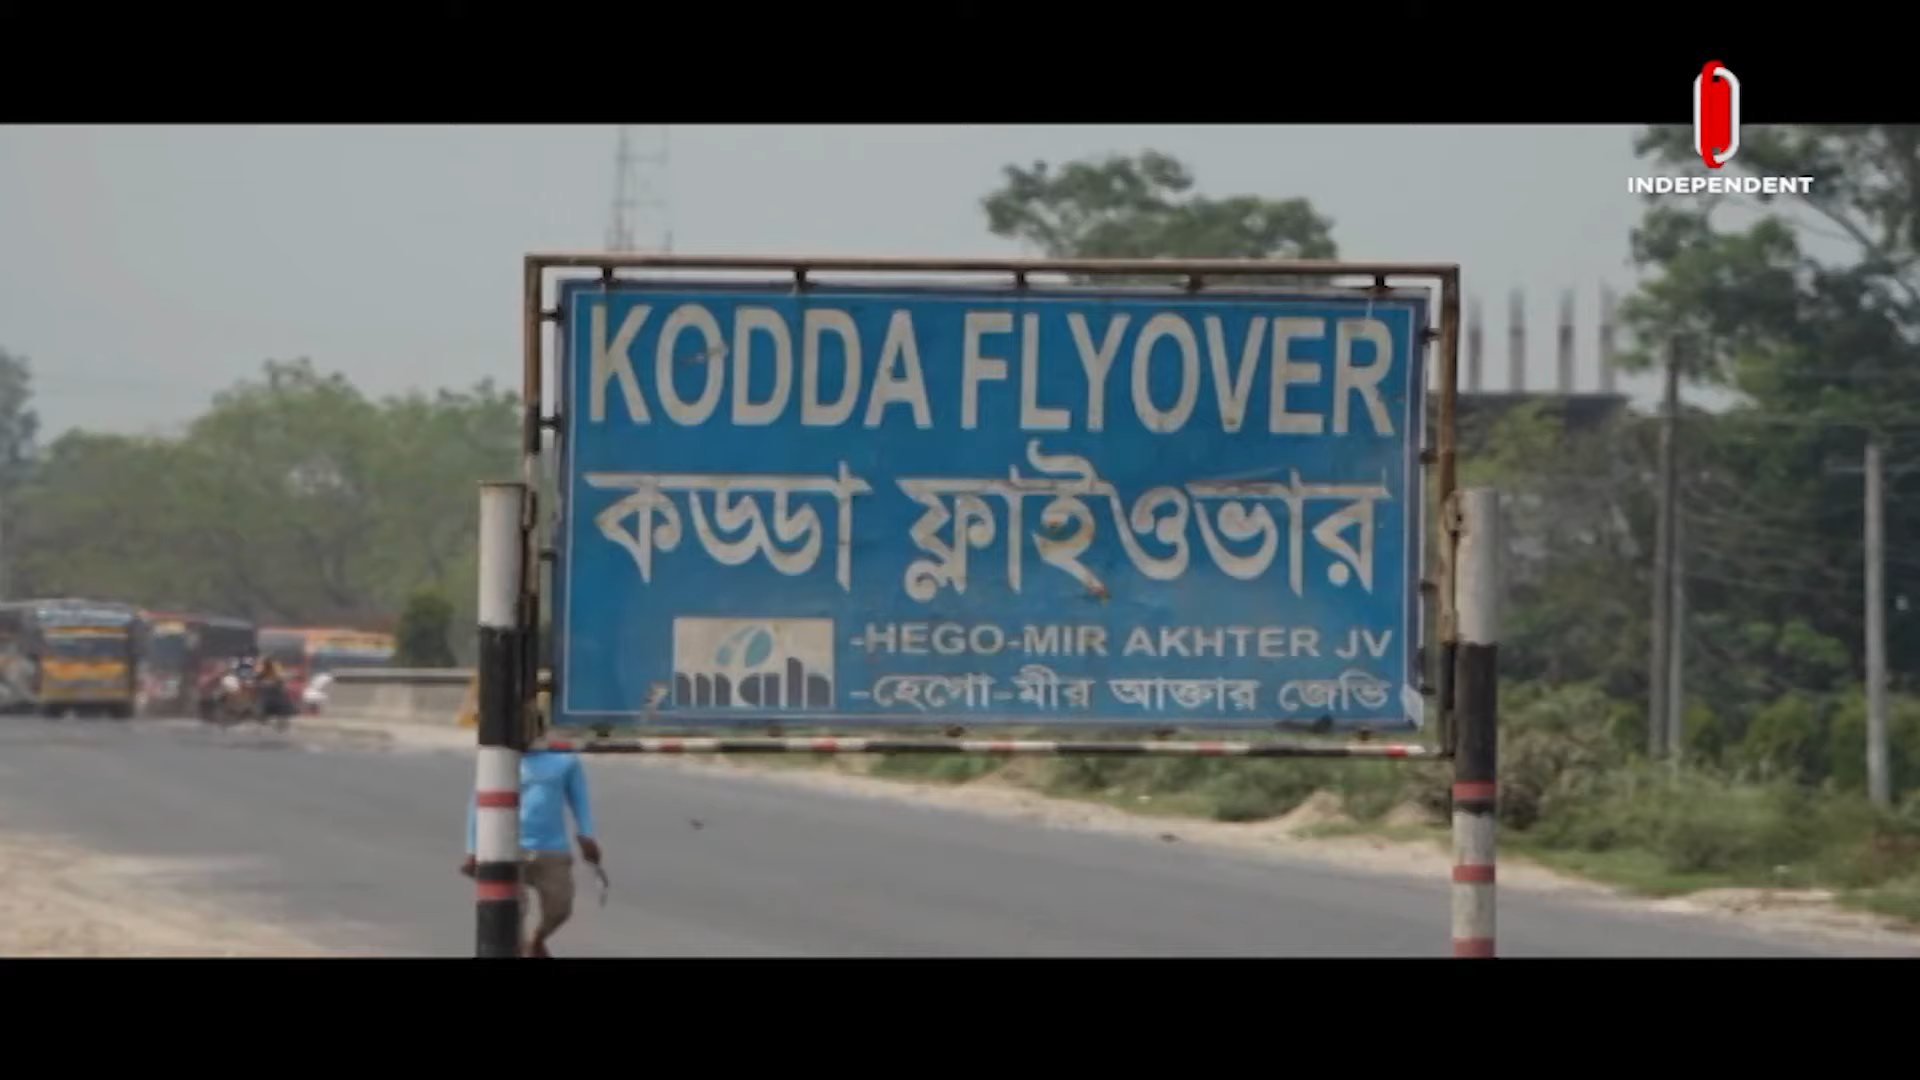 INDEPENDENT
KODDA FLYOVER
কড্ডা ফ্লাইওভার
-HEGO-MIR AKHTER JV
-হেগো-মীর আক্তার জেভি